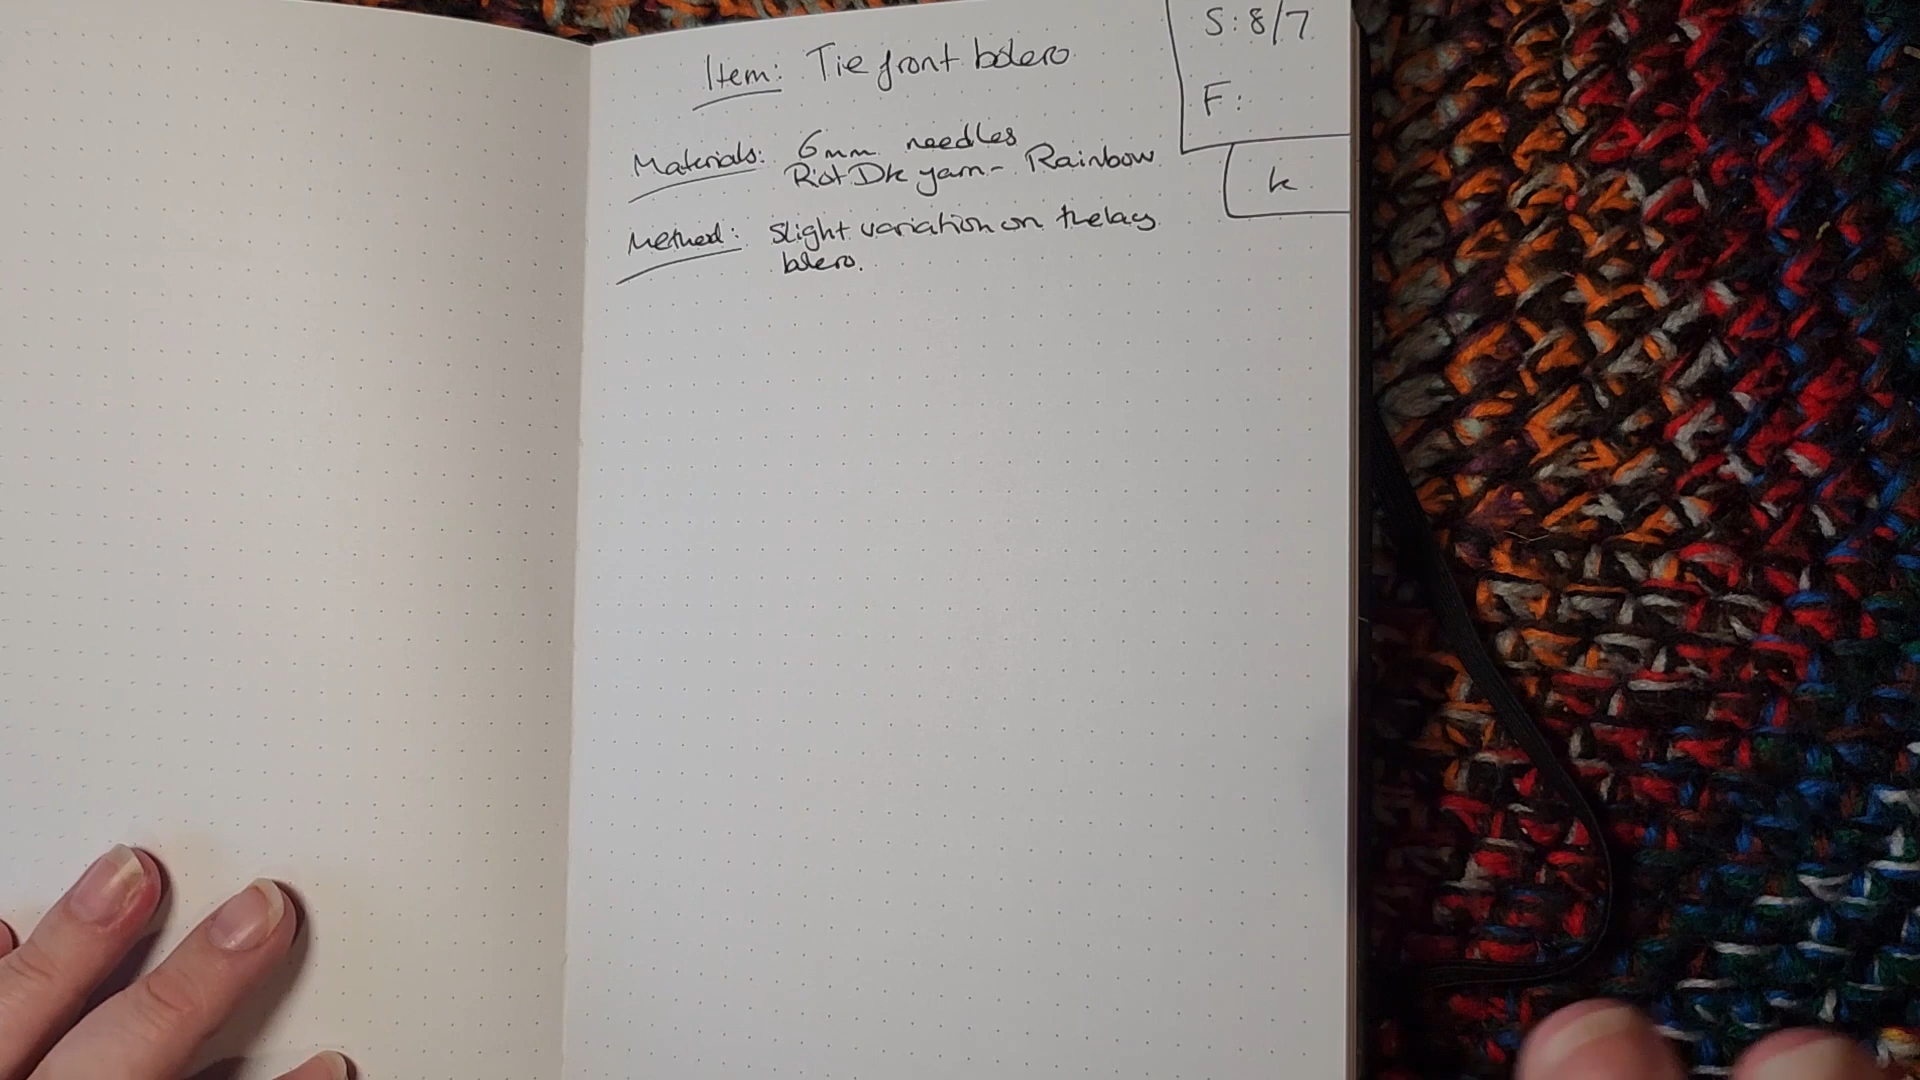 Item: Tie front bolero
S: 8/7
F:
k
Materials: 6mm needles
Riot Dk yarn - Rainbow
Method: Slight variation on the
bolero.